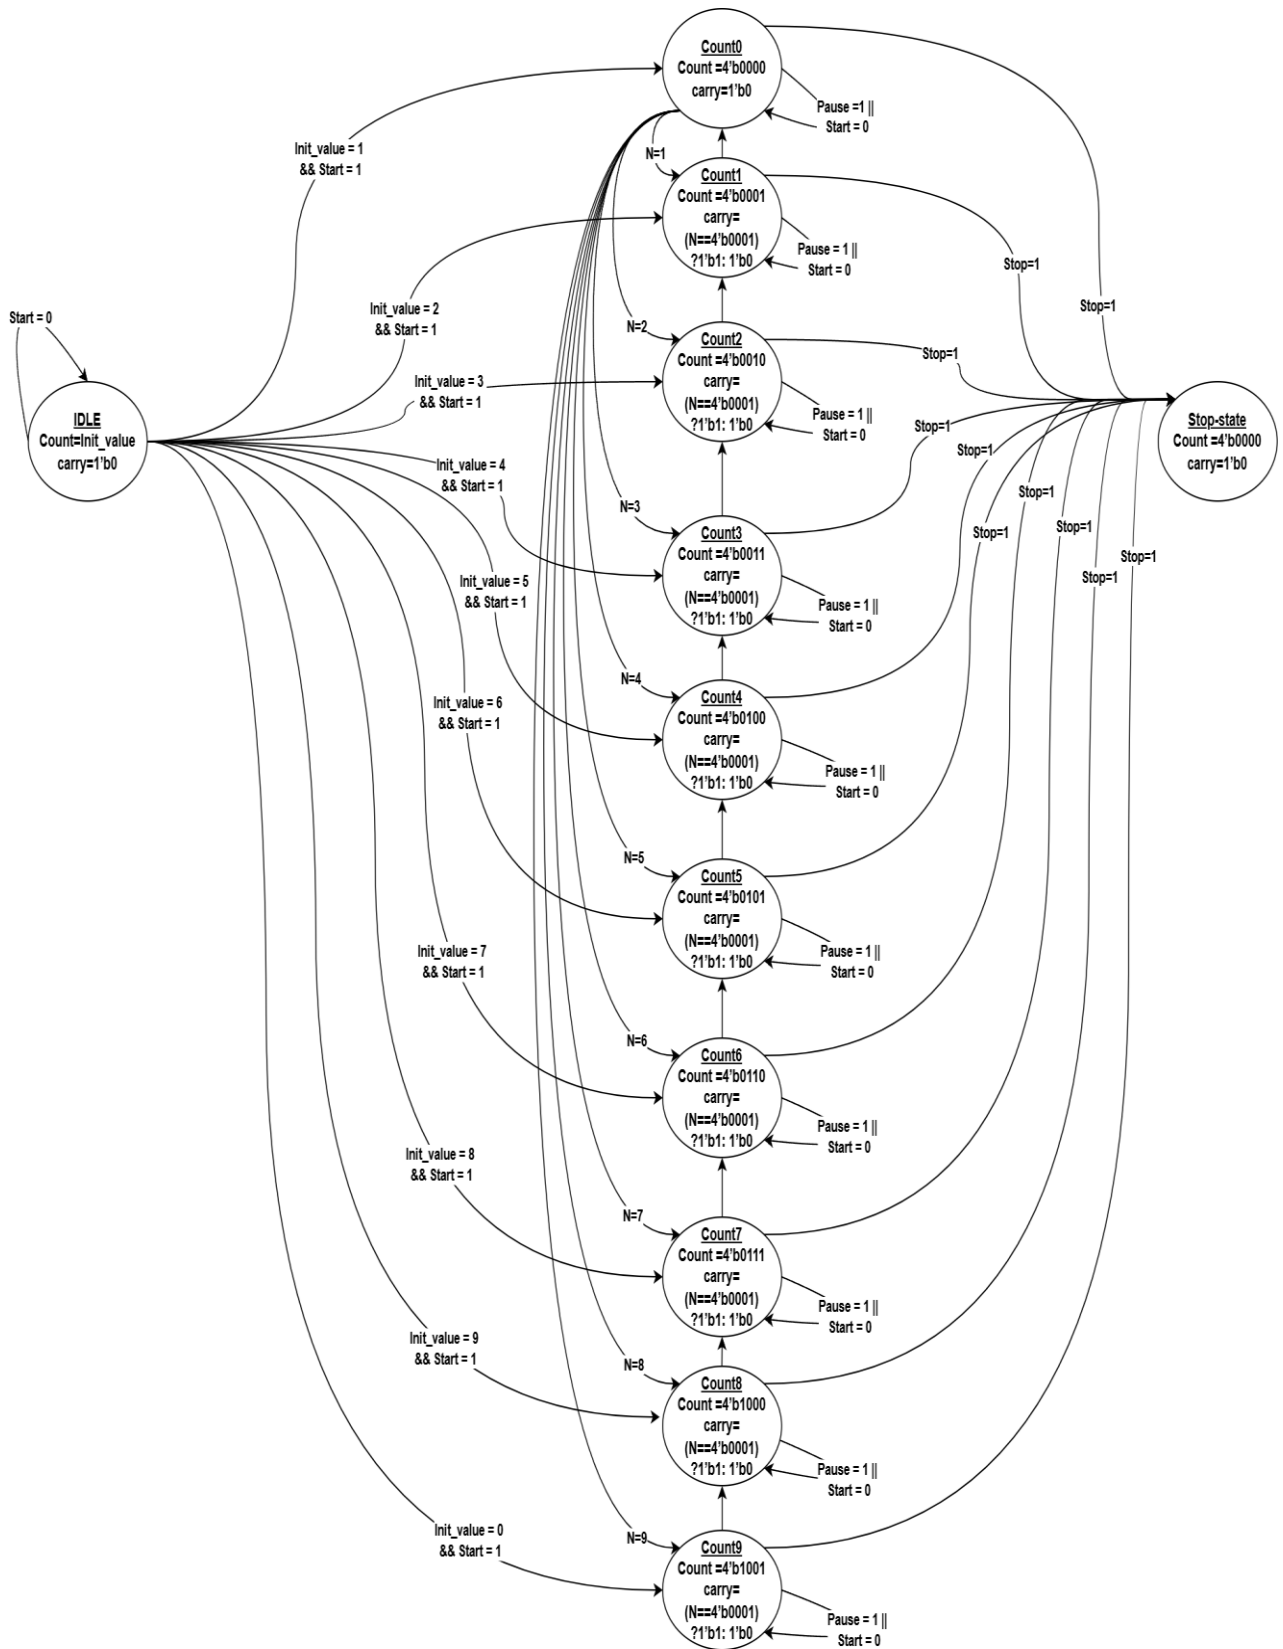 Count0
Count =4'b0000
carry=1'b0
Pause =1 ||
Start = 0
Init_value = 1
&& Start = 1
N=1
Count1
Count =4'b0001
carry=
(N==4'b0001)
?1'b1: 1'b0
Pause = 1 ||
Start = 0
Stop=1
Stop=1
Start = 0
Init_value = 2
&& Start = 1
N=2
Count2
Count =4'b0010
carry=
(N==4'b0001)
?1'b1: 1'b0
Pause = 1 ||
Start = 0
Stop=1
Init_value = 3
&& Start = 1
IDLE
Count=Init_value
carry=1'b0
Stop-state
Count =4'b0000
carry=1'b0
Stop=1
Stop=1
Init_value = 4
&& Start = 1
N=3
Count3
Count =4'b0011
carry=
(N==4'b0001)
?1'b1: 1'b0
Pause = 1 ||
Start = 0
Stop=1
Stop=1
Stop=1
Stop=1
Stop=1
Init_value = 5
&& Start = 1
N=4
Count4
Count =4'b0100
carry=
(N==4'b0001)
?1'b1: 1'b0
Pause = 1 ||
Start = 0
Init_value = 6
&& Start = 1
N=5
Count5
Count =4'b0101
carry=
(N==4'b0001)
?1'b1: 1'b0
Pause = 1 ||
Start = 0
Init_value = 7
&& Start = 1
N=6
Count6
Count =4'b0110
carry=
(N==4'b0001)
?1'b1: 1'b0
Pause = 1 ||
Start = 0
Init_value = 8
&& Start = 1
N=7
Count7
Count =4'b0111
carry=
(N==4'b0001)
?1'b1: 1'b0
Pause = 1 ||
Start = 0
Init_value = 9
&& Start = 1
N=8
Count8
Count =4'b1000
carry=
(N==4'b0001)
?1'b1: 1'b0
Pause = 1 ||
Start = 0
Init_value = 0
&& Start = 1
N=9
Count9
Count =4'b1001
carry=
(N==4'b0001)
?1'b1: 1'b0
Pause = 1 ||
Start = 0